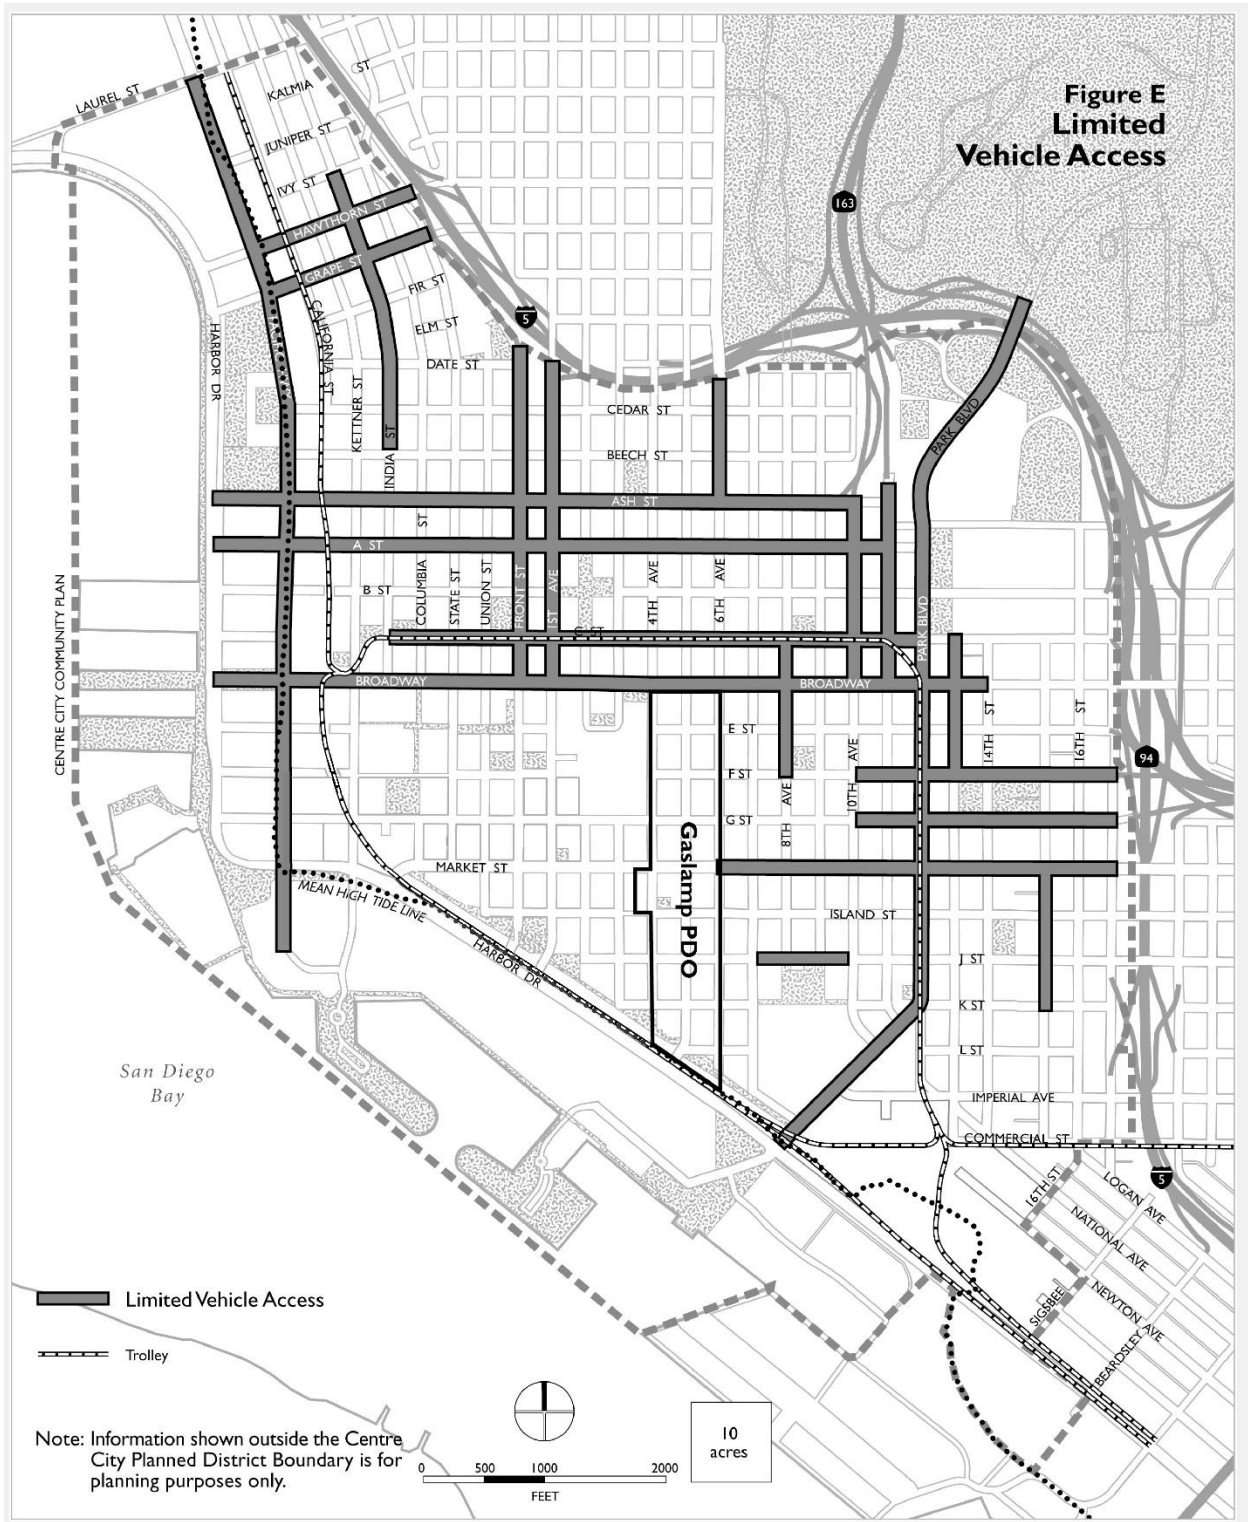 Figure E
Limited
Vehicle Access
LAUREL ST
KALMIA
ST
JUNIPER ST
IVY ST
HAWTHORN ST
GRAPE ST
FIR ST
ELM ST
DATE ST
CEDAR ST
BEECH ST
ASH ST
A ST
B ST
C ST
BROADWAY
BROADWAY
E ST
F ST
G ST
MARKET ST
ISLAND ST
J ST
K ST
L ST
IMPERIAL AVE
COMMERCIAL ST
HARBOR DR
CALIFORNIA ST
KETTNER ST
INDIA ST
COLUMBIA ST
STATE ST
UNION ST
FRONT ST
1ST AVE
4TH AVE
6TH AVE
8TH AVE
10TH AVE
PARK BLVD
PARK BLVD
14TH ST
16TH ST
163
5
94
5
CENTRE CITY COMMUNITY PLAN
Gaslamp PDO
MEAN HIGH TIDE LINE
HARBOR DR
San Diego
Bay
16TH ST
LOGAN AVE
NATIONAL AVE
NEWTON AVE
SIGSBEE
BEARDSLEY
Limited Vehicle Access
Trolley
Note: Information shown outside the Centre
City Planned District Boundary is for
planning purposes only.
0 500 1000 2000
FEET
10
acres